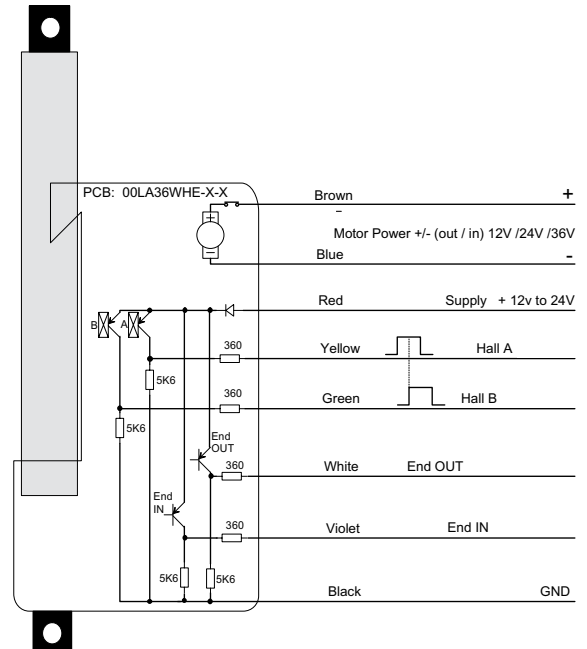 PCB: 00LA36WHE-X-X
Brown +
–
Motor Power +/- (out / in) 12V /24V /36V
Blue -
Red Supply + 12v to 24V
B A
360 Yellow Hall A
5K6
360 Green Hall B
5K6
End
OUT
360 White End OUT
End
IN
360 Violet End IN
5K6 5K6
Black GND